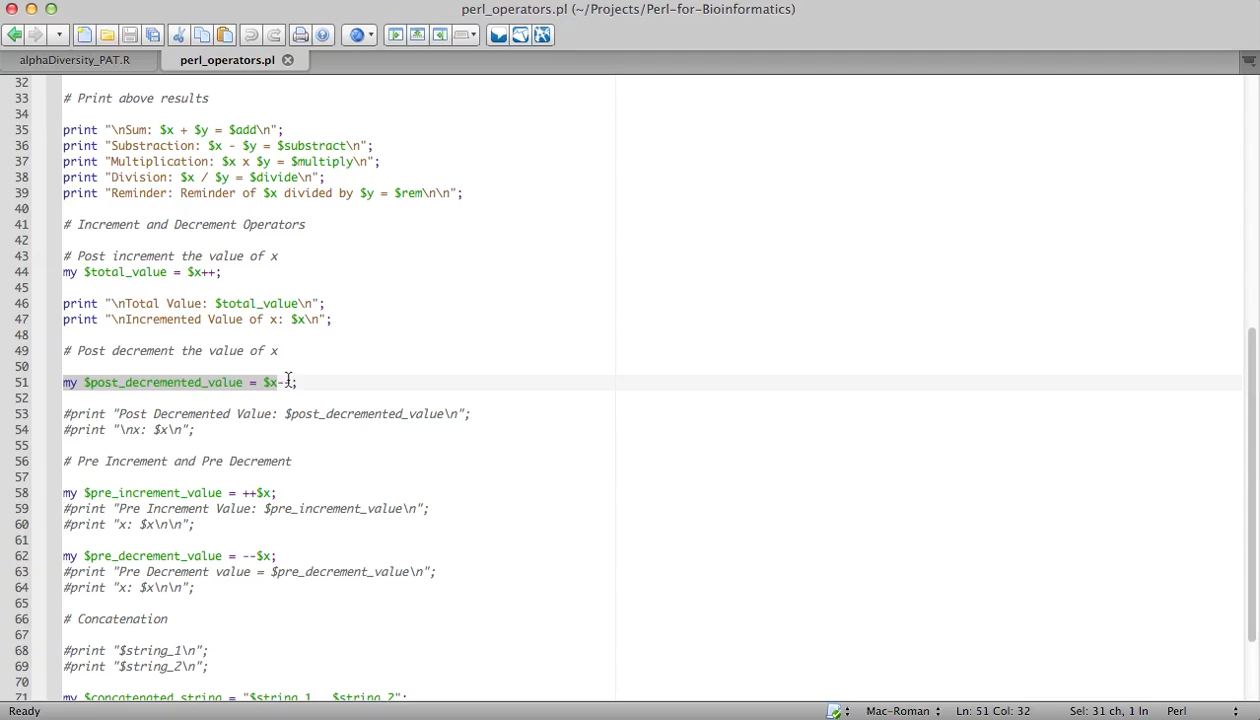 perl_operators.pl (~/Projects/Perl-for-Bioinformatics)
alphaDiversity_PAT.R perl_operators.pl
32
33 # Print above results
34
35 print "\nSum: $x + $y = $add\n";
36 print "Substraction: $x - $y = $substract\n";
37 print "Multiplication: $x x $y = $multiply\n";
38 print "Division: $x / $y = $divide\n";
39 print "Reminder: Reminder of $x divided by $y = $rem\n\n";
40
41 # Increment and Decrement Operators
42
43 # Post increment the value of x
44 my $total_value = $x++;
45
46 print "\nTotal Value: $total_value\n";
47 print "\nIncremented Value of x: $x\n";
48
49 # Post decrement the value of x
50
51 my $post_decremented_value = $x--;
52
53 #print "Post Decremented Value: $post_decremented_value\n";
54 #print "\nx: $x\n";
55
56 # Pre Increment and Pre Decrement
57
58 my $pre_increment_value = ++$x;
59 #print "Pre Increment Value: $pre_increment_value\n";
60 #print "x: $x\n\n";
61
62 my $pre_decrement_value = --$x;
63 #print "Pre Decrement value = $pre_decrement_value\n";
64 #print "x: $x\n\n";
65
66 # Concatenation
67
68 #print "$string_1\n";
69 #print "$string_2\n";
70
71 my $concatenated_string = "$string_1 . $string_2";
Ready Mac-Roman Ln: 51 Col: 32 Sel: 31 ch, 1 ln Perl